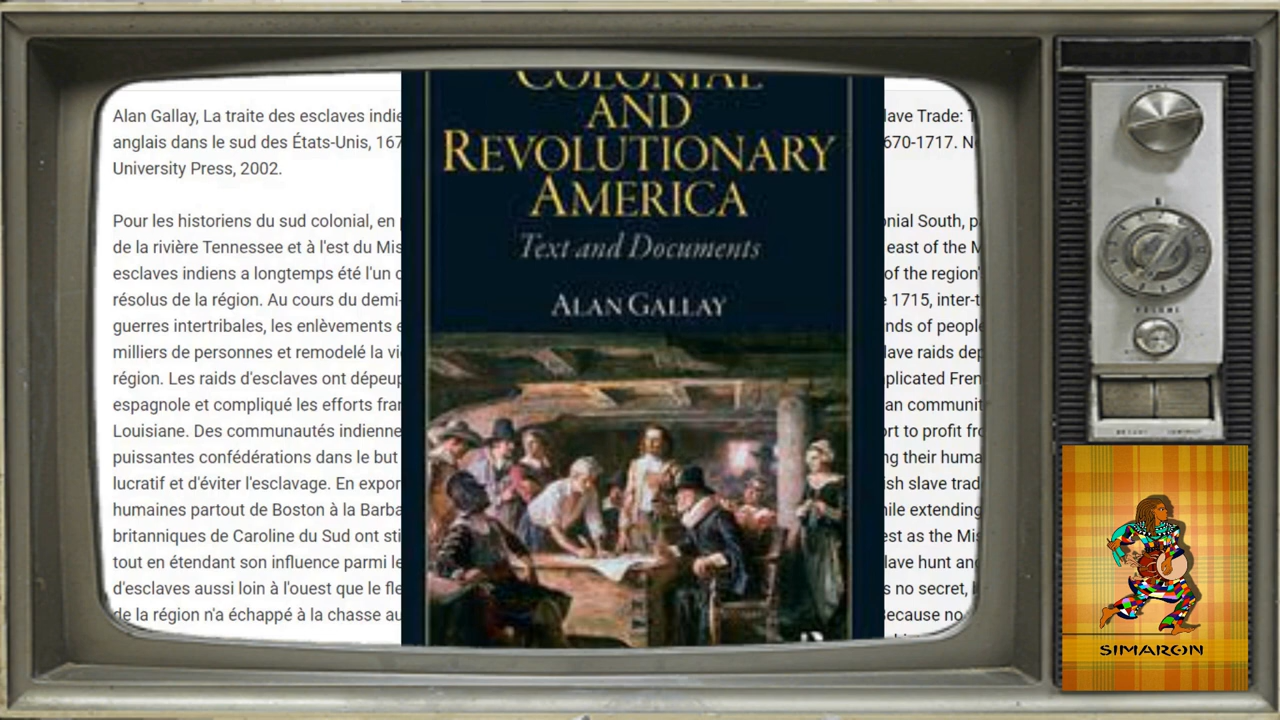 Alan Gallay, La traite des esclaves indie
anglais dans le sud des États-Unis, 167
University Press, 2002.
Pour les historiens du sud colonial, en
de la rivière Tennessee et à l'est du Mis
esclaves indiens a longtemps été l'un
résolus de la région. Au cours du demi-
guerres intertribales, les enlèvements
milliers de personnes et remodelé la vi
région. Les raids d'esclaves ont dépeup
espagnole et compliqué les efforts fran
Louisiane. Des communautés indienne
puissantes confédérations dans le but
lucratif et d'éviter l'esclavage. En expor
humaines partout de Boston à la Barba
britanniques de Caroline du Sud ont sti
tout en étendant son influence parmi le
d'esclaves aussi loin à l'ouest que le fle
de la région n'a échappé à la chasse au
COLONIAL
AND
REVOLUTIONARY
AMERICA
Text and Documents
ALAN GALLAY
lave Trade: T
670-1717. N
onial South, p
east of the M
of the region'
1715, inter-t
nds of people
lave raids dep
plicated Fren
an communit
rt to profit fr
ng their huma
ish slave trad
hile extending
est as the Mis
lave hunt an
s no secret,
ecause no
VOLUME
SIMARON